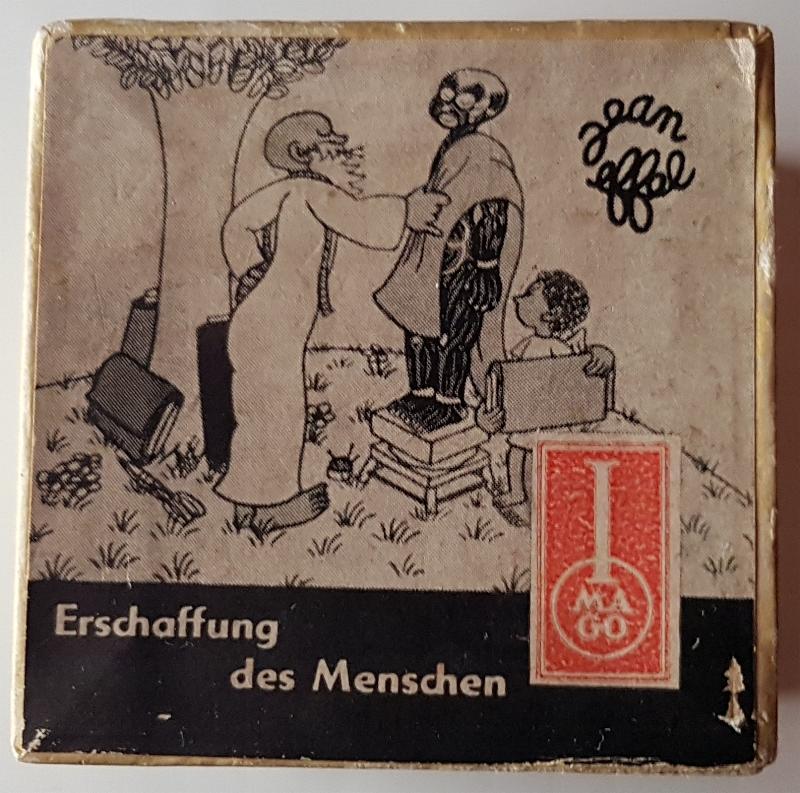 jean
effel
I
MA
GO
Erschaffung
des Menschen